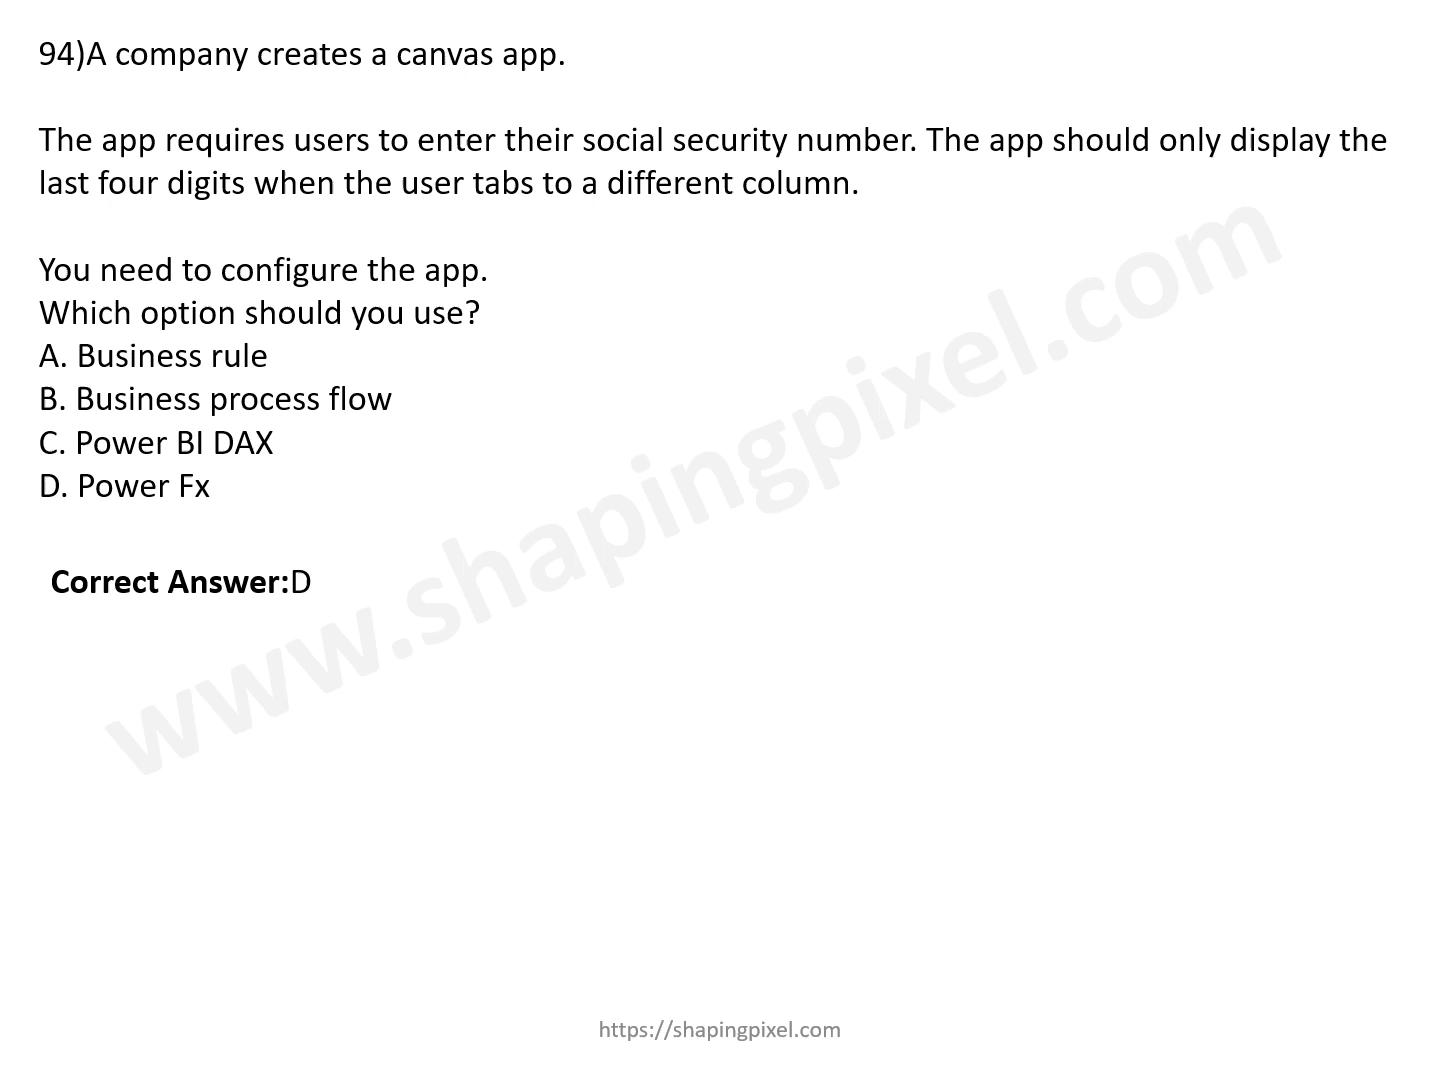 94)A company creates a canvas app.
The app requires users to enter their social security number. The app should only display the
last four digits when the user tabs to a different column.
You need to configure the app.
Which option should you use?
A. Business rule
B. Business process flow
C. Power BI DAX
D. Power Fx
Correct Answer:D
www.shapingpixel.com
https://shapingpixel.com